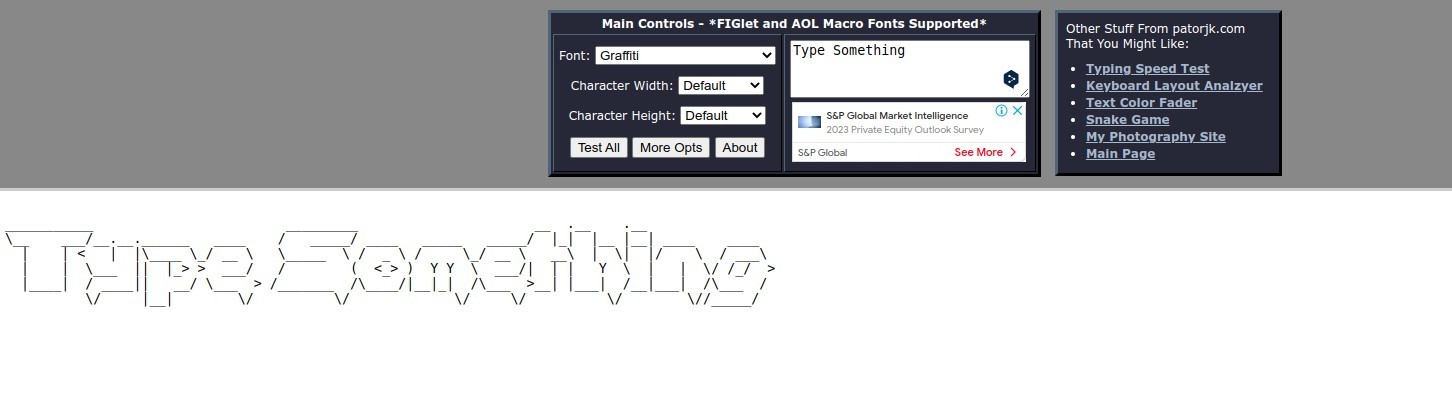 Main Controls – *FIGlet and AOL Macro Fonts Supported*
Font: Graffiti
Character Width: Default
Character Height: Default
Test All More Opts About
Type Something
S&P Global Market Intelligence
2023 Private Equity Outlook Survey
S&P Global See More
Other Stuff From patorjk.com
That You Might Like:
Typing Speed Test
Keyboard Layout Analzyer
Text Color Fader
Snake Game
My Photography Site
Main Page
Type Something